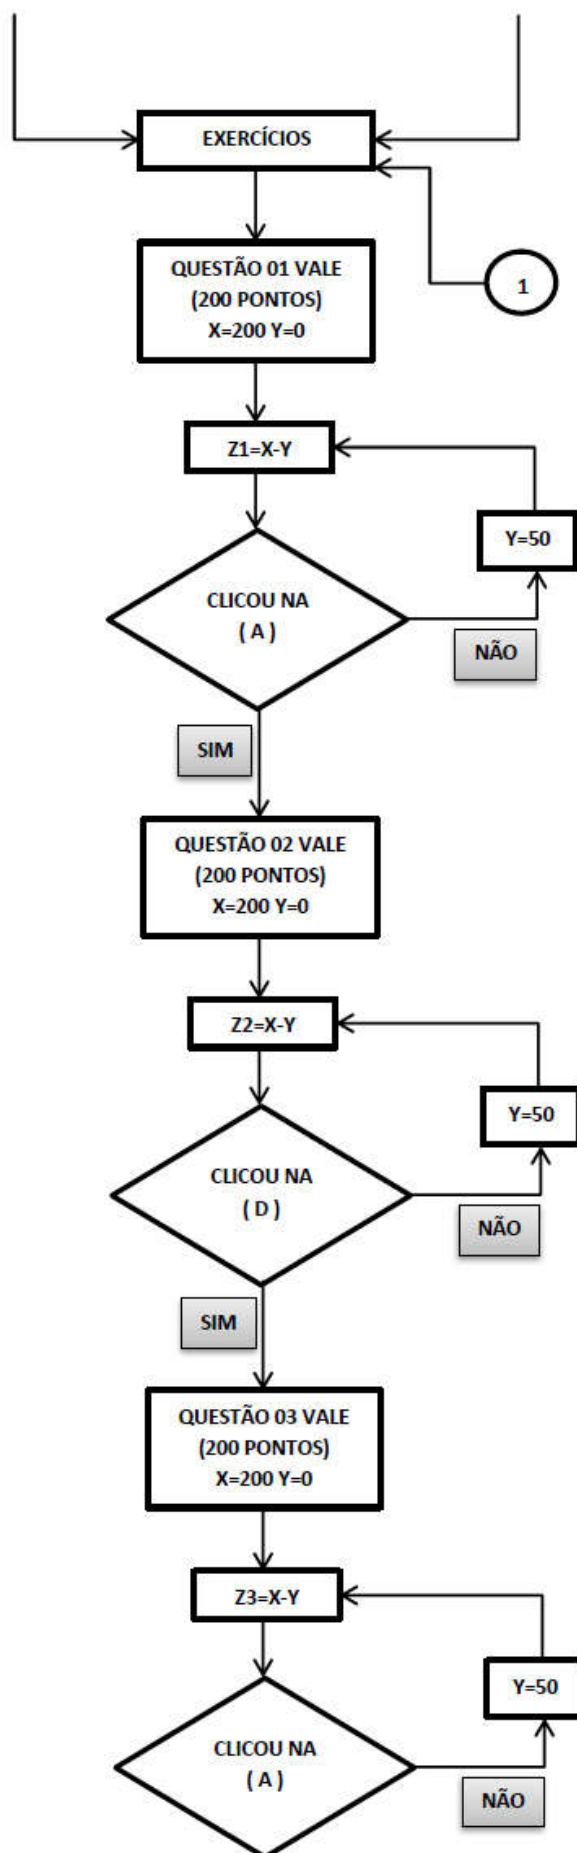 EXERCÍCIOS
QUESTÃO 01 VALE
(200 PONTOS)
X=200 Y=0
1
Z1=X-Y
Y=50
CLICOU NA
( A )
NÃO
SIM
QUESTÃO 02 VALE
(200 PONTOS)
X=200 Y=0
Z2=X-Y
Y=50
CLICOU NA
( D )
NÃO
SIM
QUESTÃO 03 VALE
(200 PONTOS)
X=200 Y=0
Z3=X-Y
Y=50
CLICOU NA
( A )
NÃO